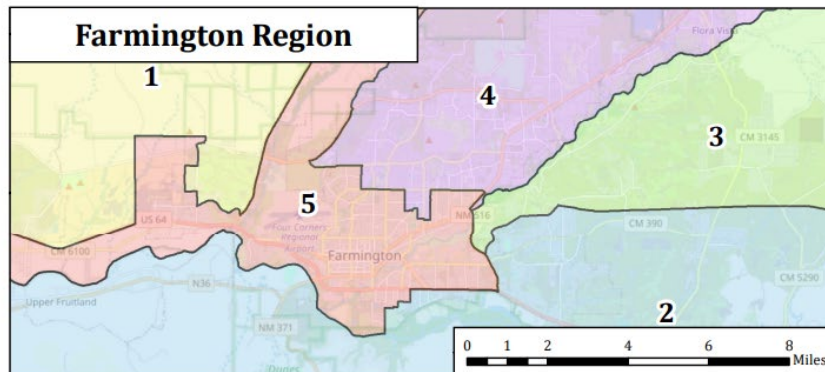 Farmington Region
Flora Vista
1
4
3
CM 3145
5
US 64
Four Corners
Regional
Airport
NM 516
CM 390
CM 6100
Farmington
N36
CM 5290
Upper Fruitland
NM 371
2
0 1 2 4 6 8
Miles